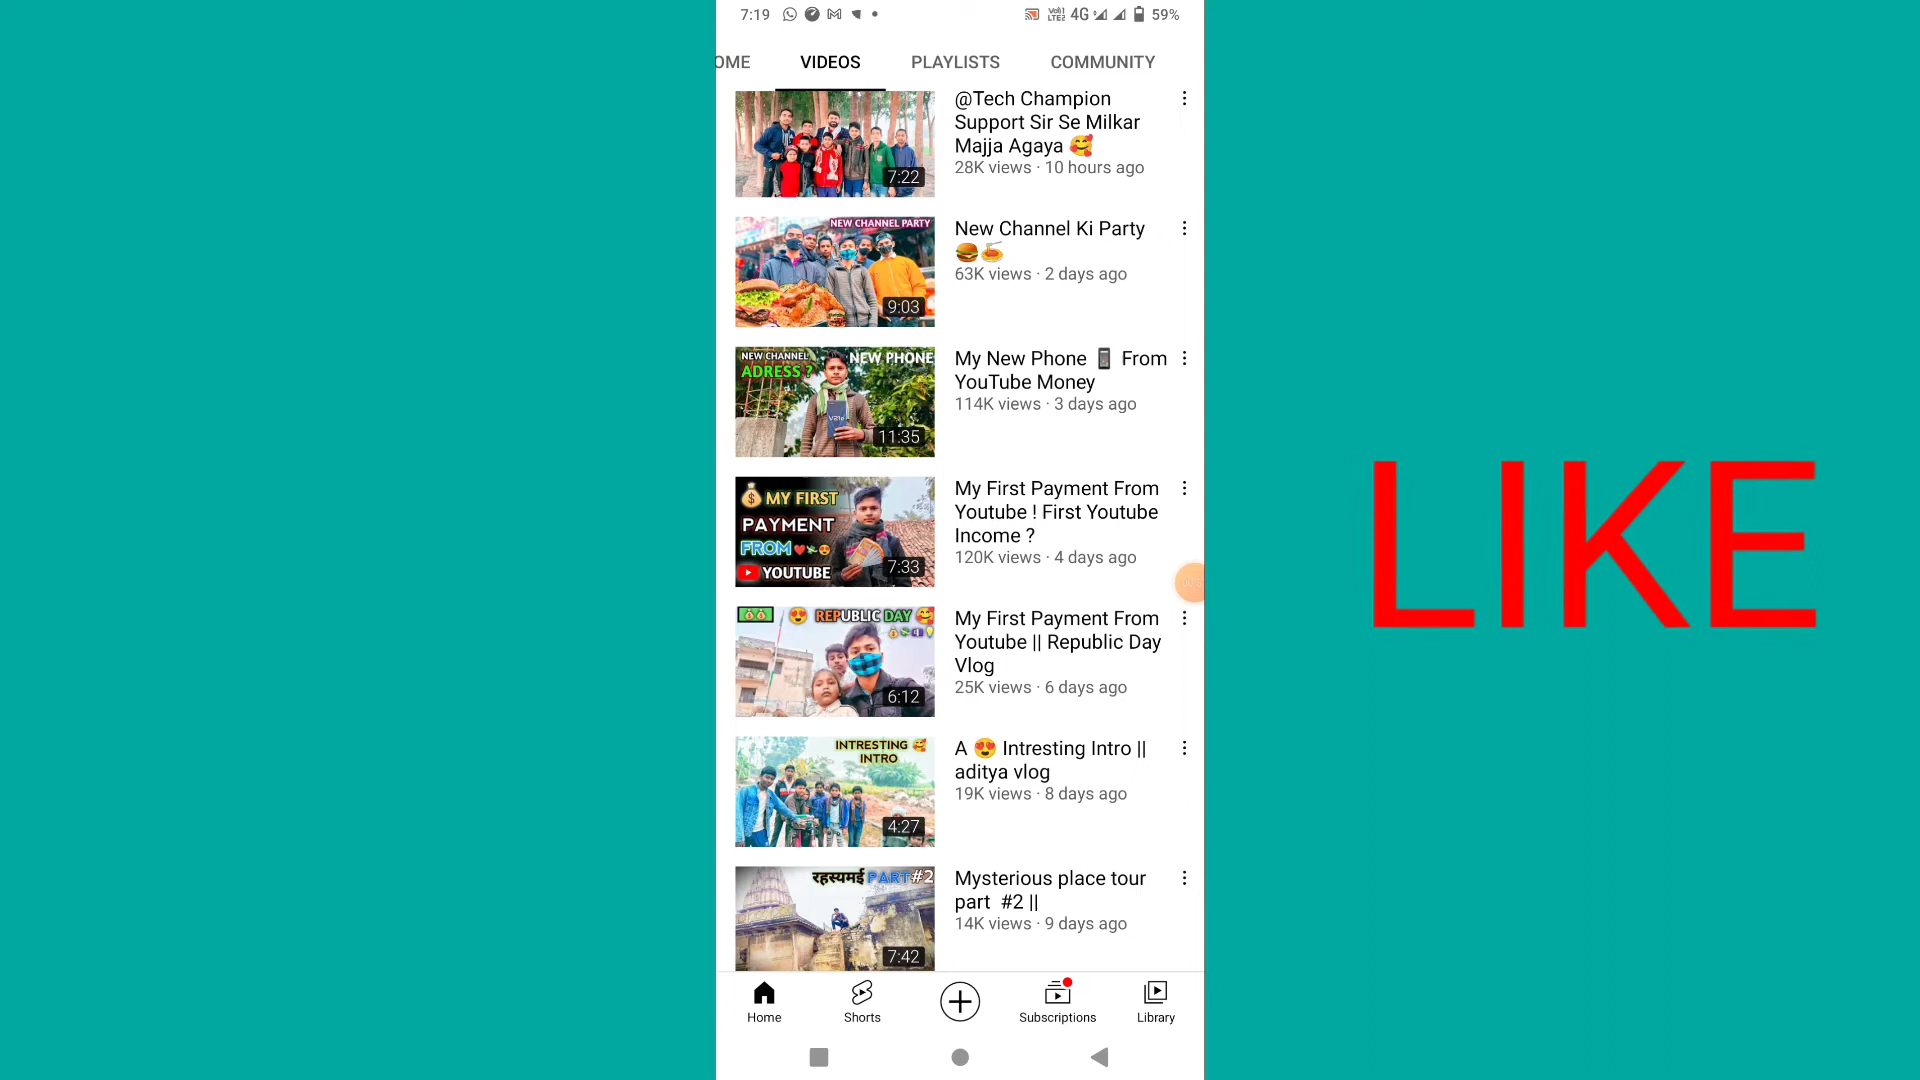 7:19
Vo)) 1
LTE2
4G
59%
OME
VIDEOS
PLAYLISTS
COMMUNITY
@Tech Champion
Support Sir Se Milkar
Majja Agaya 🥰
28K views · 10 hours ago
7:22
NEW CHANNEL PARTY
9:03
New Channel Ki Party
🍔🍝
63K views · 2 days ago
NEW CHANNEL
ADRESS ?
NEW PHONE
11:35
My New Phone 📱 From
YouTube Money
114K views · 3 days ago
💰 MY FIRST
PAYMENT
FROM
YOUTUBE
7:33
My First Payment From
Youtube ! First Youtube
Income ?
120K views · 4 days ago
😍 REPUBLIC DAY 🥰
6:12
My First Payment From
Youtube || Republic Day
Vlog
25K views · 6 days ago
INTRESTING 🥰
INTRO
4:27
A 😍 Intresting Intro ||
aditya vlog
19K views · 8 days ago
रहस्यमई PART#2
7:42
Mysterious place tour
part #2 ||
14K views · 9 days ago
Home
Shorts
Subscriptions
Library
LIKE